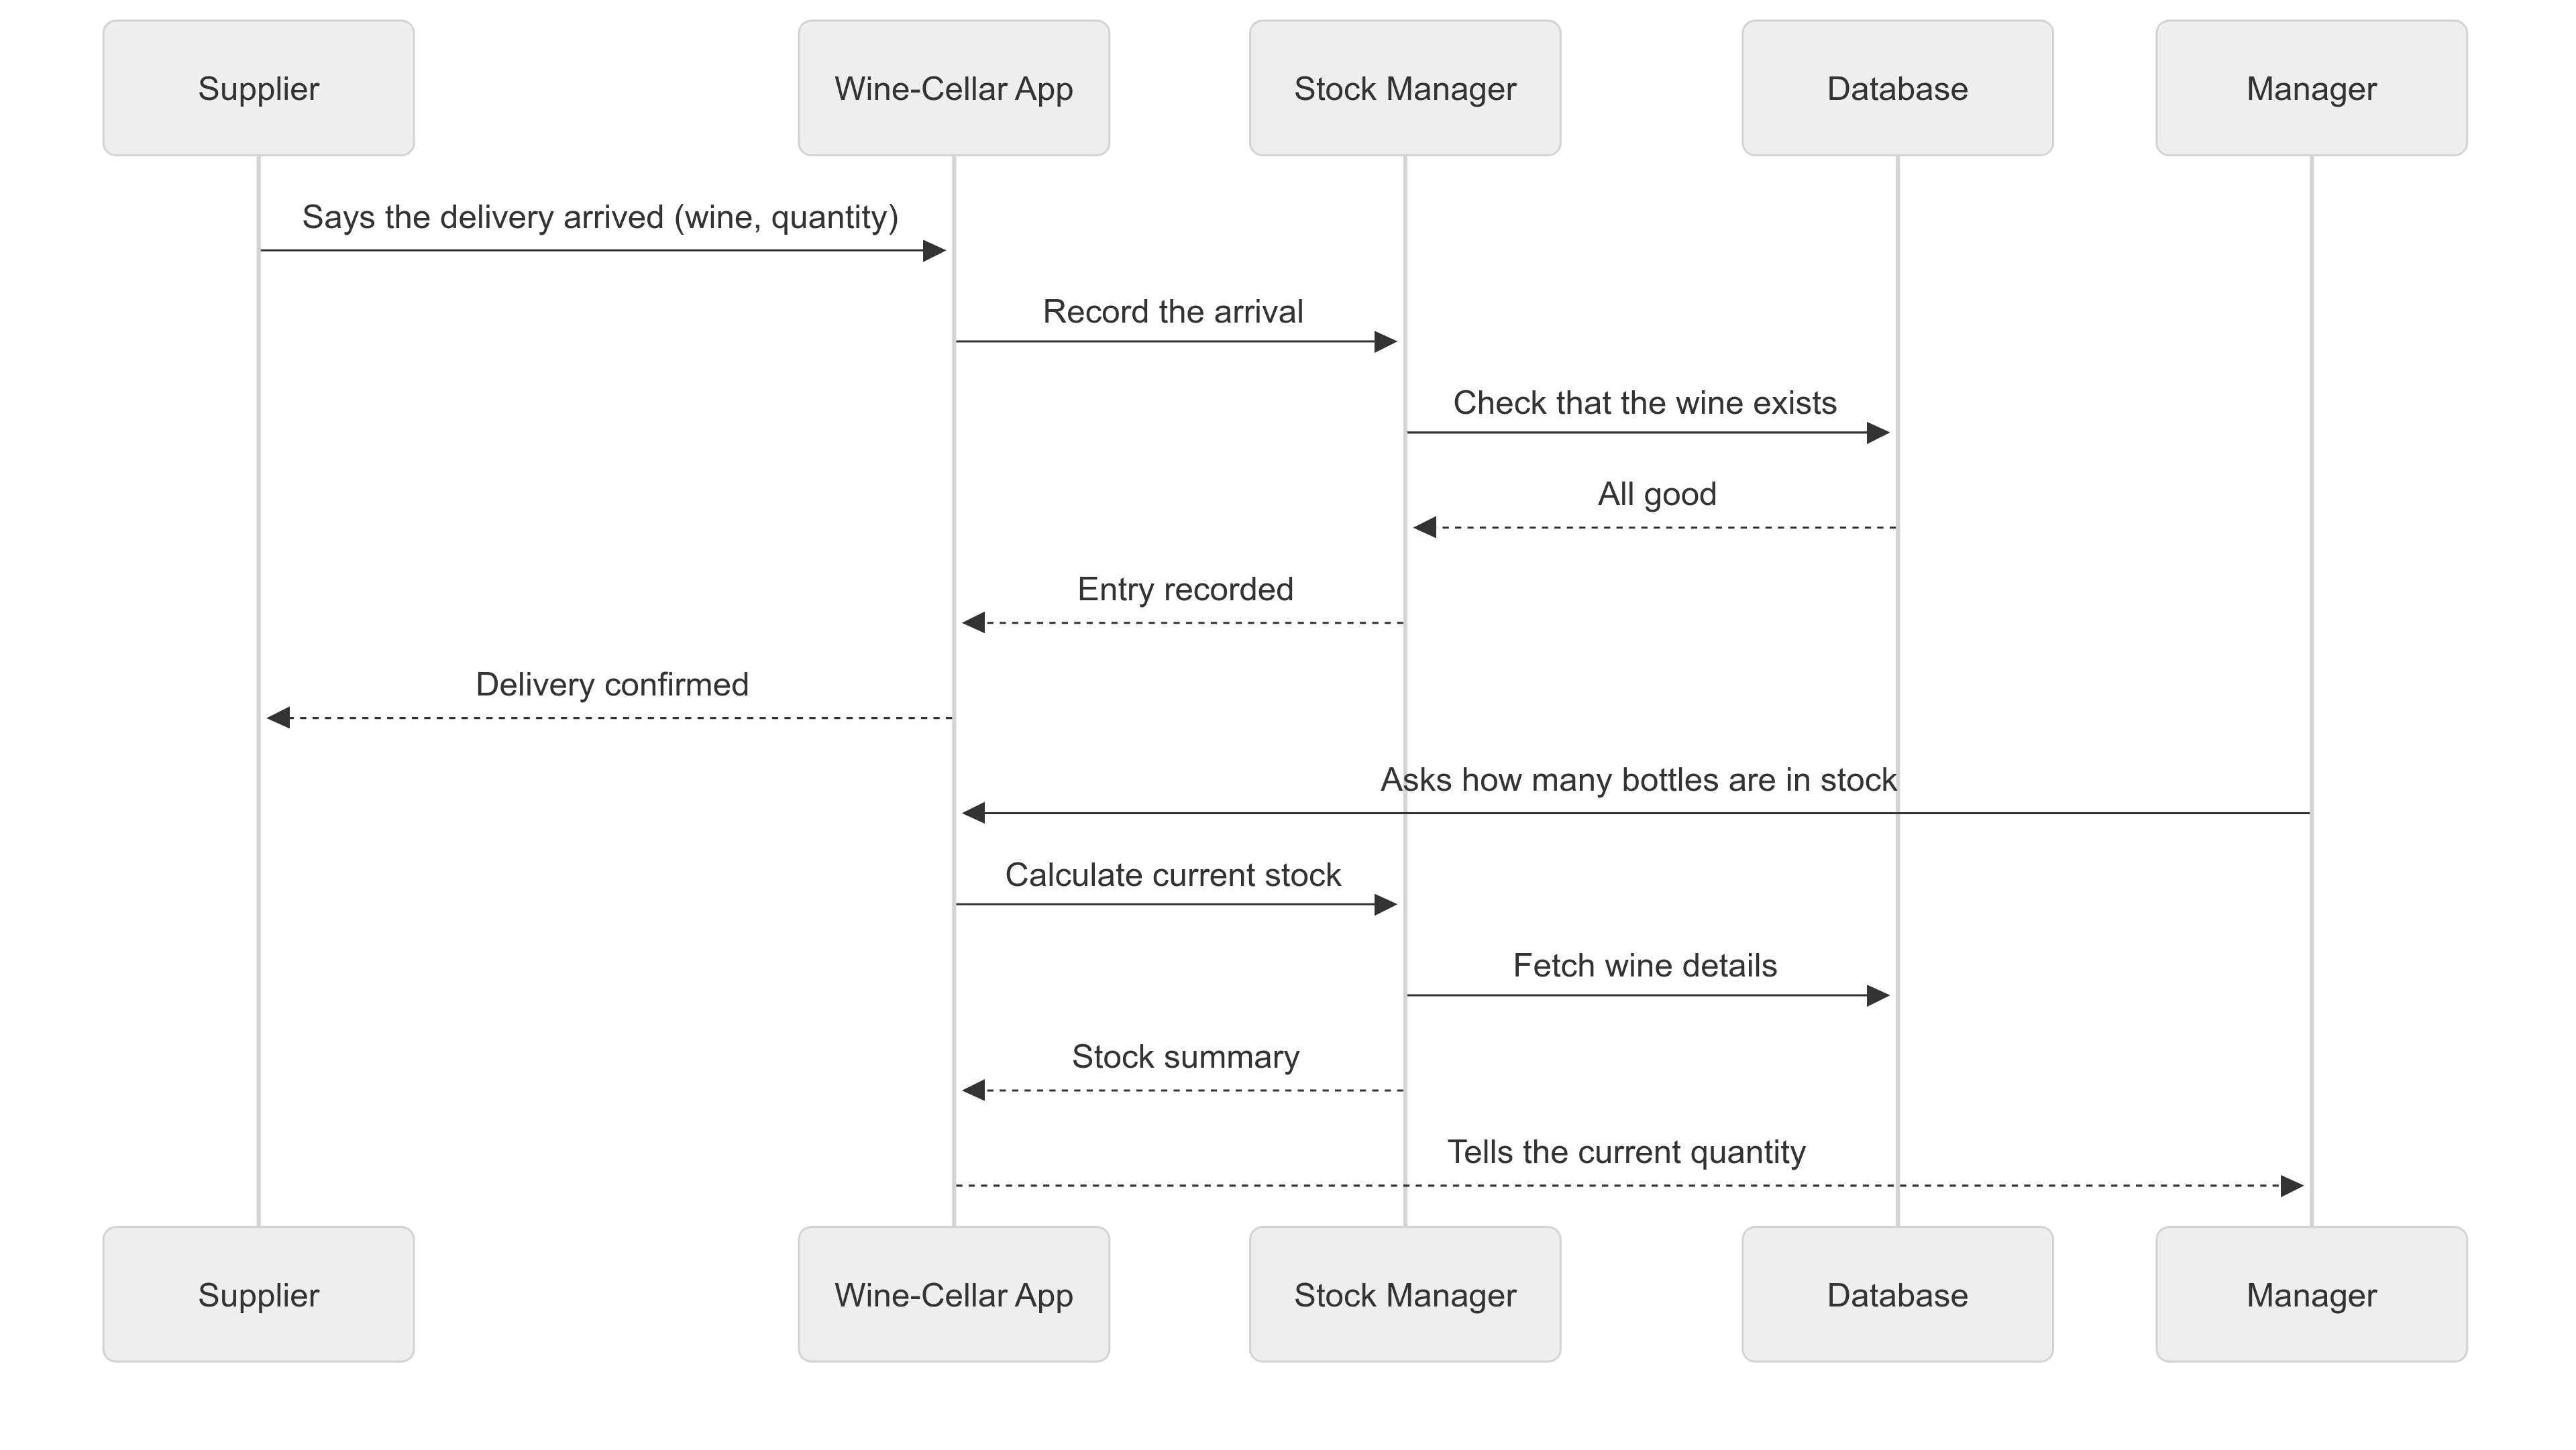 Supplier
Wine-Cellar App
Stock Manager
Database
Manager
Says the delivery arrived (wine, quantity)
Record the arrival
Check that the wine exists
All good
Entry recorded
Delivery confirmed
Asks how many bottles are in stock
Calculate current stock
Fetch wine details
Stock summary
Tells the current quantity
Supplier
Wine-Cellar App
Stock Manager
Database
Manager